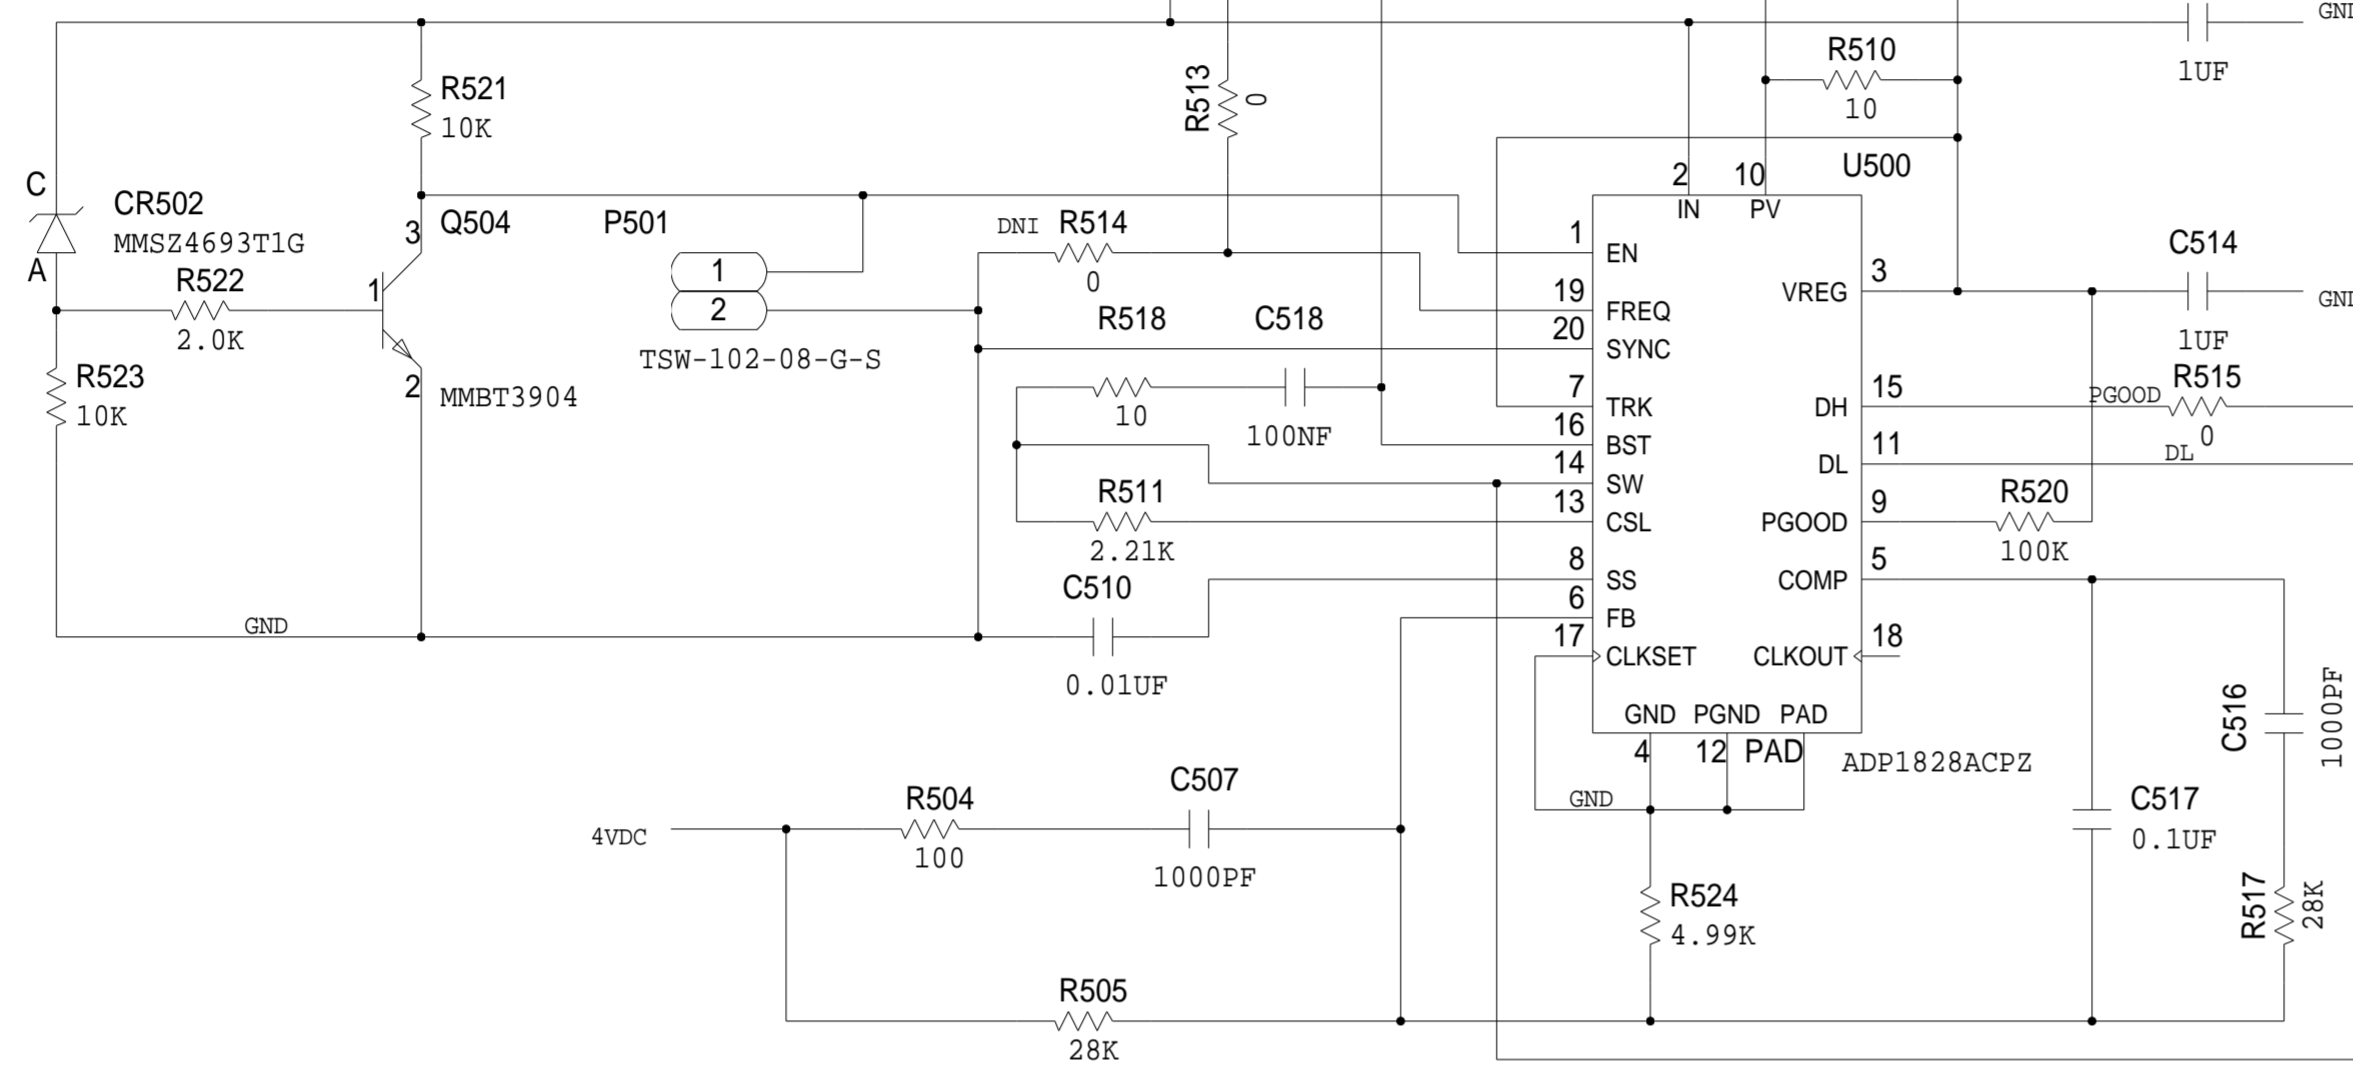 GND
1UF
R510
10
R521
10K
R513
0
C
A
CR502
MMSZ4693T1G
R522
2.0K
R523
10K
3
1
2
Q504
MMBT3904
P501
1
2
TSW-102-08-G-S
DNI
R514
0
R518
10
C518
100NF
R511
2.21K
C510
0.01UF
GND
2
10
U500
IN
PV
1
EN
19
FREQ
20
SYNC
7
TRK
16
BST
14
SW
13
CSL
8
SS
6
FB
17
CLKSET
3
VREG
15
DH
11
DL
9
PGOOD
5
COMP
18
CLKOUT
GND
PGND
PAD
4
12
PAD
ADP1828ACPZ
GND
C514
1UF
GND
PGOOD
R515
0
DL
R520
100K
C516
1000PF
C517
0.1UF
R517
28K
R524
4.99K
4VDC
R504
100
C507
1000PF
R505
28K